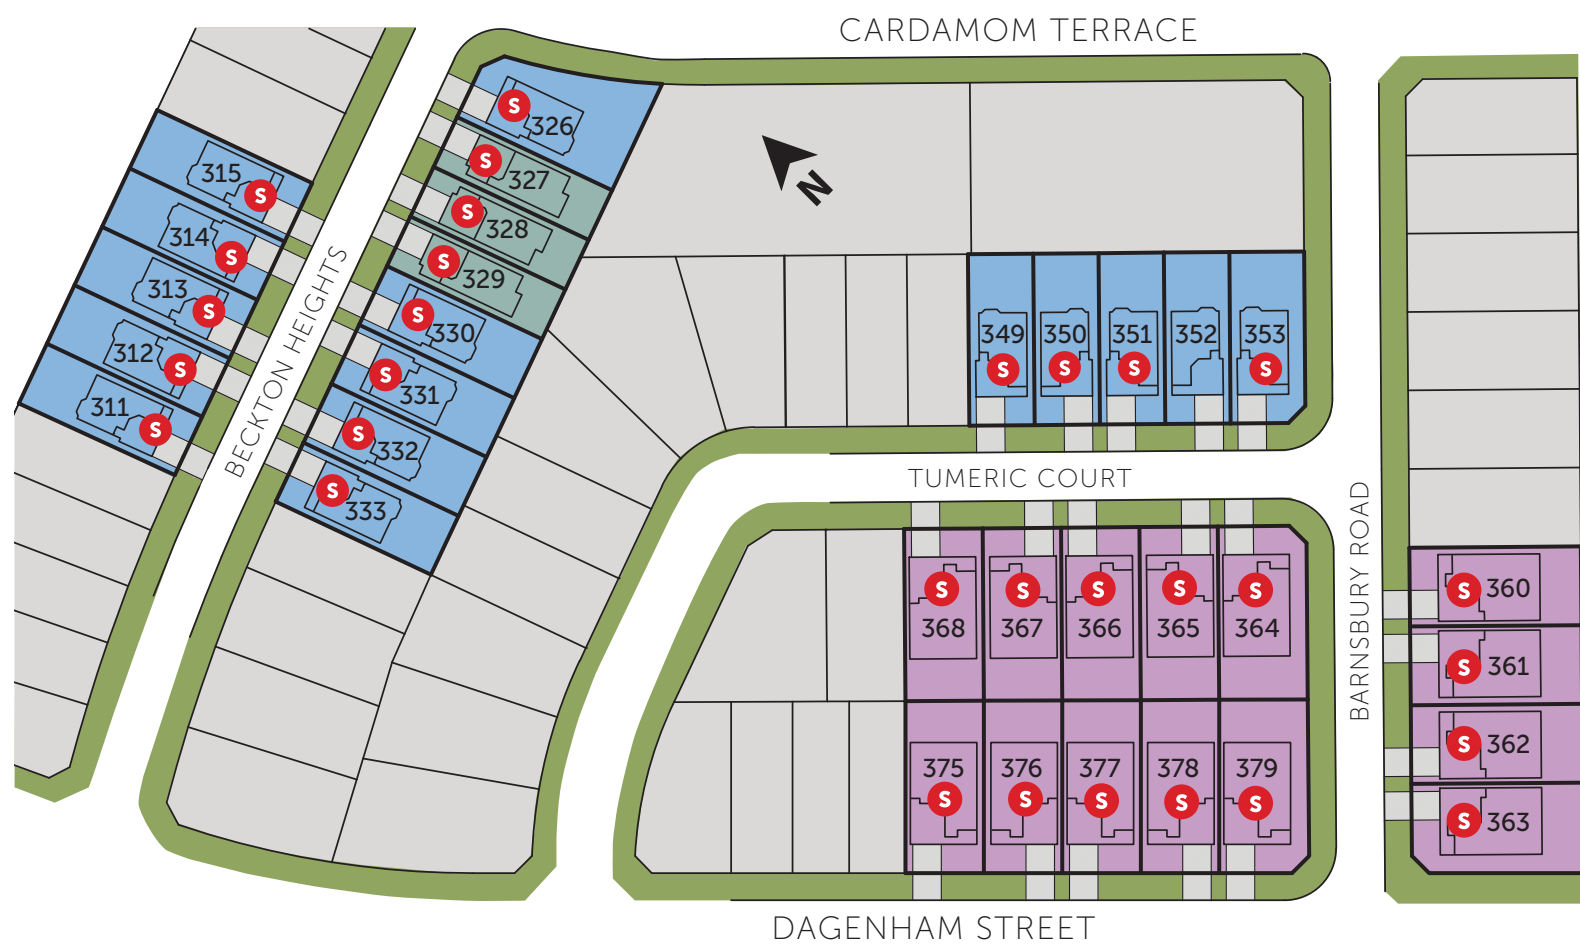 CARDAMOM TERRACE
S 326
315 S
S 327
S 328
N
314 S
S 329
313 S
S 330
312 S
S 331
311 S
S 332
S 333
BECKTON HEIGHTS
349 350 351 352 353
S S S S
TUMERIC COURT
BARNSBURY ROAD
S S S S S
368 367 366 365 364
S 360
S 361
S 362
S 363
375 376 377 378 379
S S S S S
DAGENHAM STREET